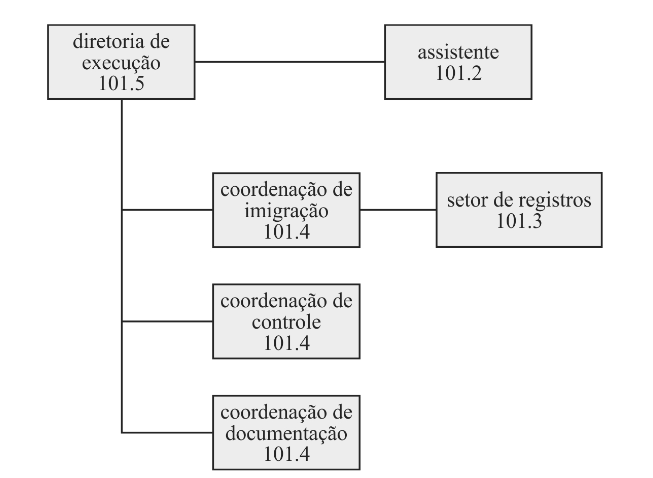 diretoria de
execução
101.5
assistente
101.2
coordenação de
imigração
101.4
setor de registros
101.3
coordenação de
controle
101.4
coordenação de
documentação
101.4